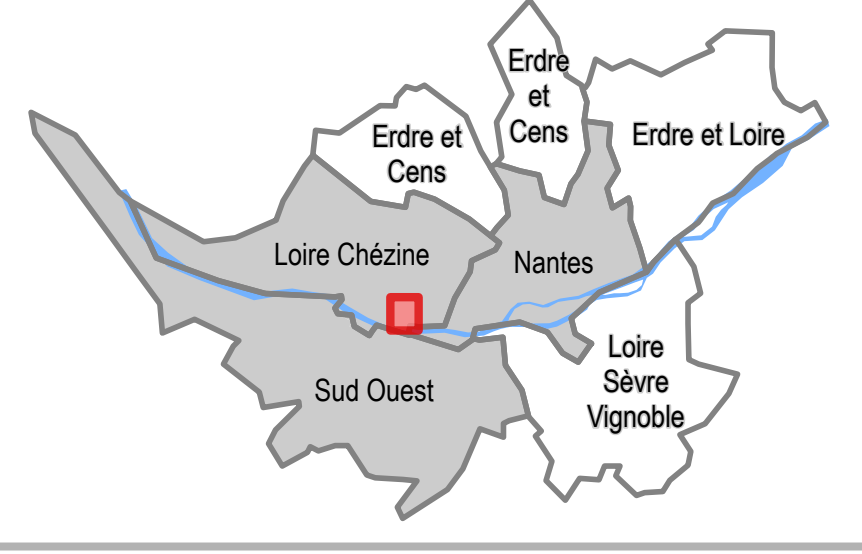 Erdre
et
Cens
Erdre et
Cens
Erdre et Loire
Loire Chézine
Nantes
Loire
Sèvre
Vignoble
Sud Ouest